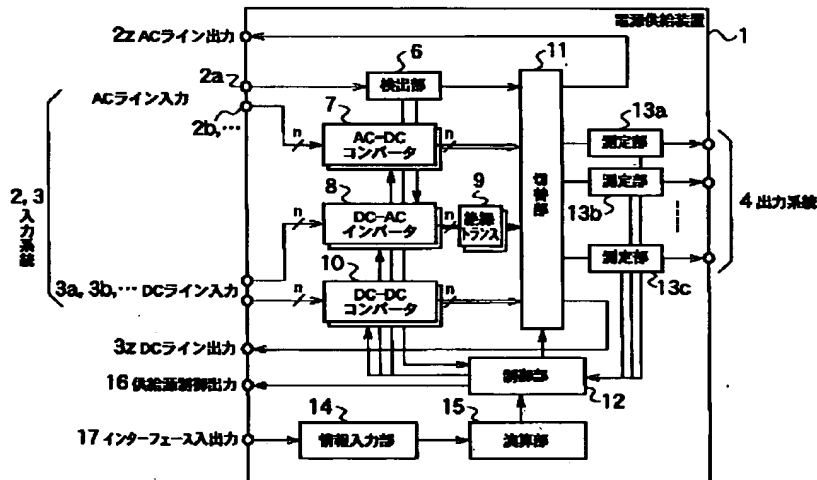 電源供給装置
1
2z ACライン出力
2a
ACライン入力
2b,…
6
検出部
11
7
n
AC-DC
コンバータ
n
8
n
DC-AC
インバータ
n
9
絶縁
トランス
切替部
13a
測定部
測定部
13b
測定部
13c
4 出力系統
2,3
入力系統
10
3a, 3b,… DCライン入力
n
DC-DC
コンバータ
n
3z DCライン出力
16 供給源制御出力
制御部
12
14
15
17 インターフェース入出力
情報入力部
演算部